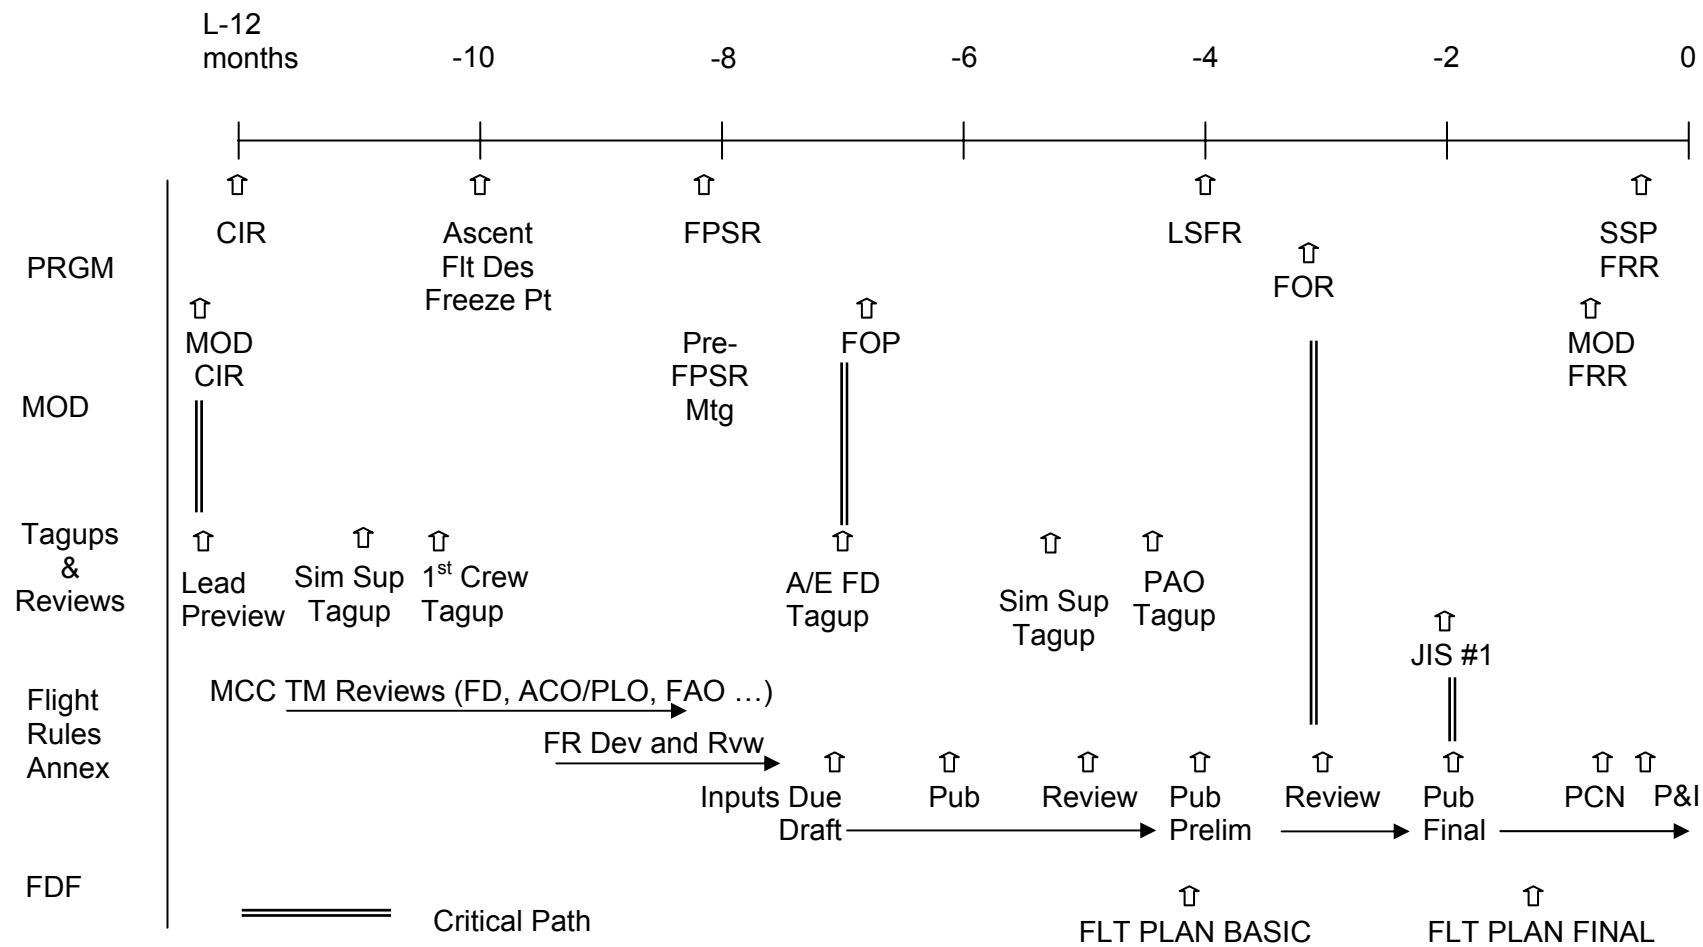 L-12
months
-10
-8
-6
-4
-2
0
PRGM
CIR
Ascent
Flt Des
Freeze Pt
FPSR
LSFR
FOR
SSP
FRR
MOD
MOD
CIR
Pre-
FPSR
Mtg
FOP
MOD
FRR
Tagups
&
Reviews
Lead
Preview
Sim Sup
Tagup
1st Crew
Tagup
A/E FD
Tagup
Sim Sup
Tagup
PAO
Tagup
JIS #1
Flight
Rules
Annex
MCC TM Reviews (FD, ACO/PLO, FAO …)
FR Dev and Rvw
Inputs Due
Draft
Pub
Review
Pub
Prelim
Review
Pub
Final
PCN
P&I
FDF
Critical Path
FLT PLAN BASIC
FLT PLAN FINAL